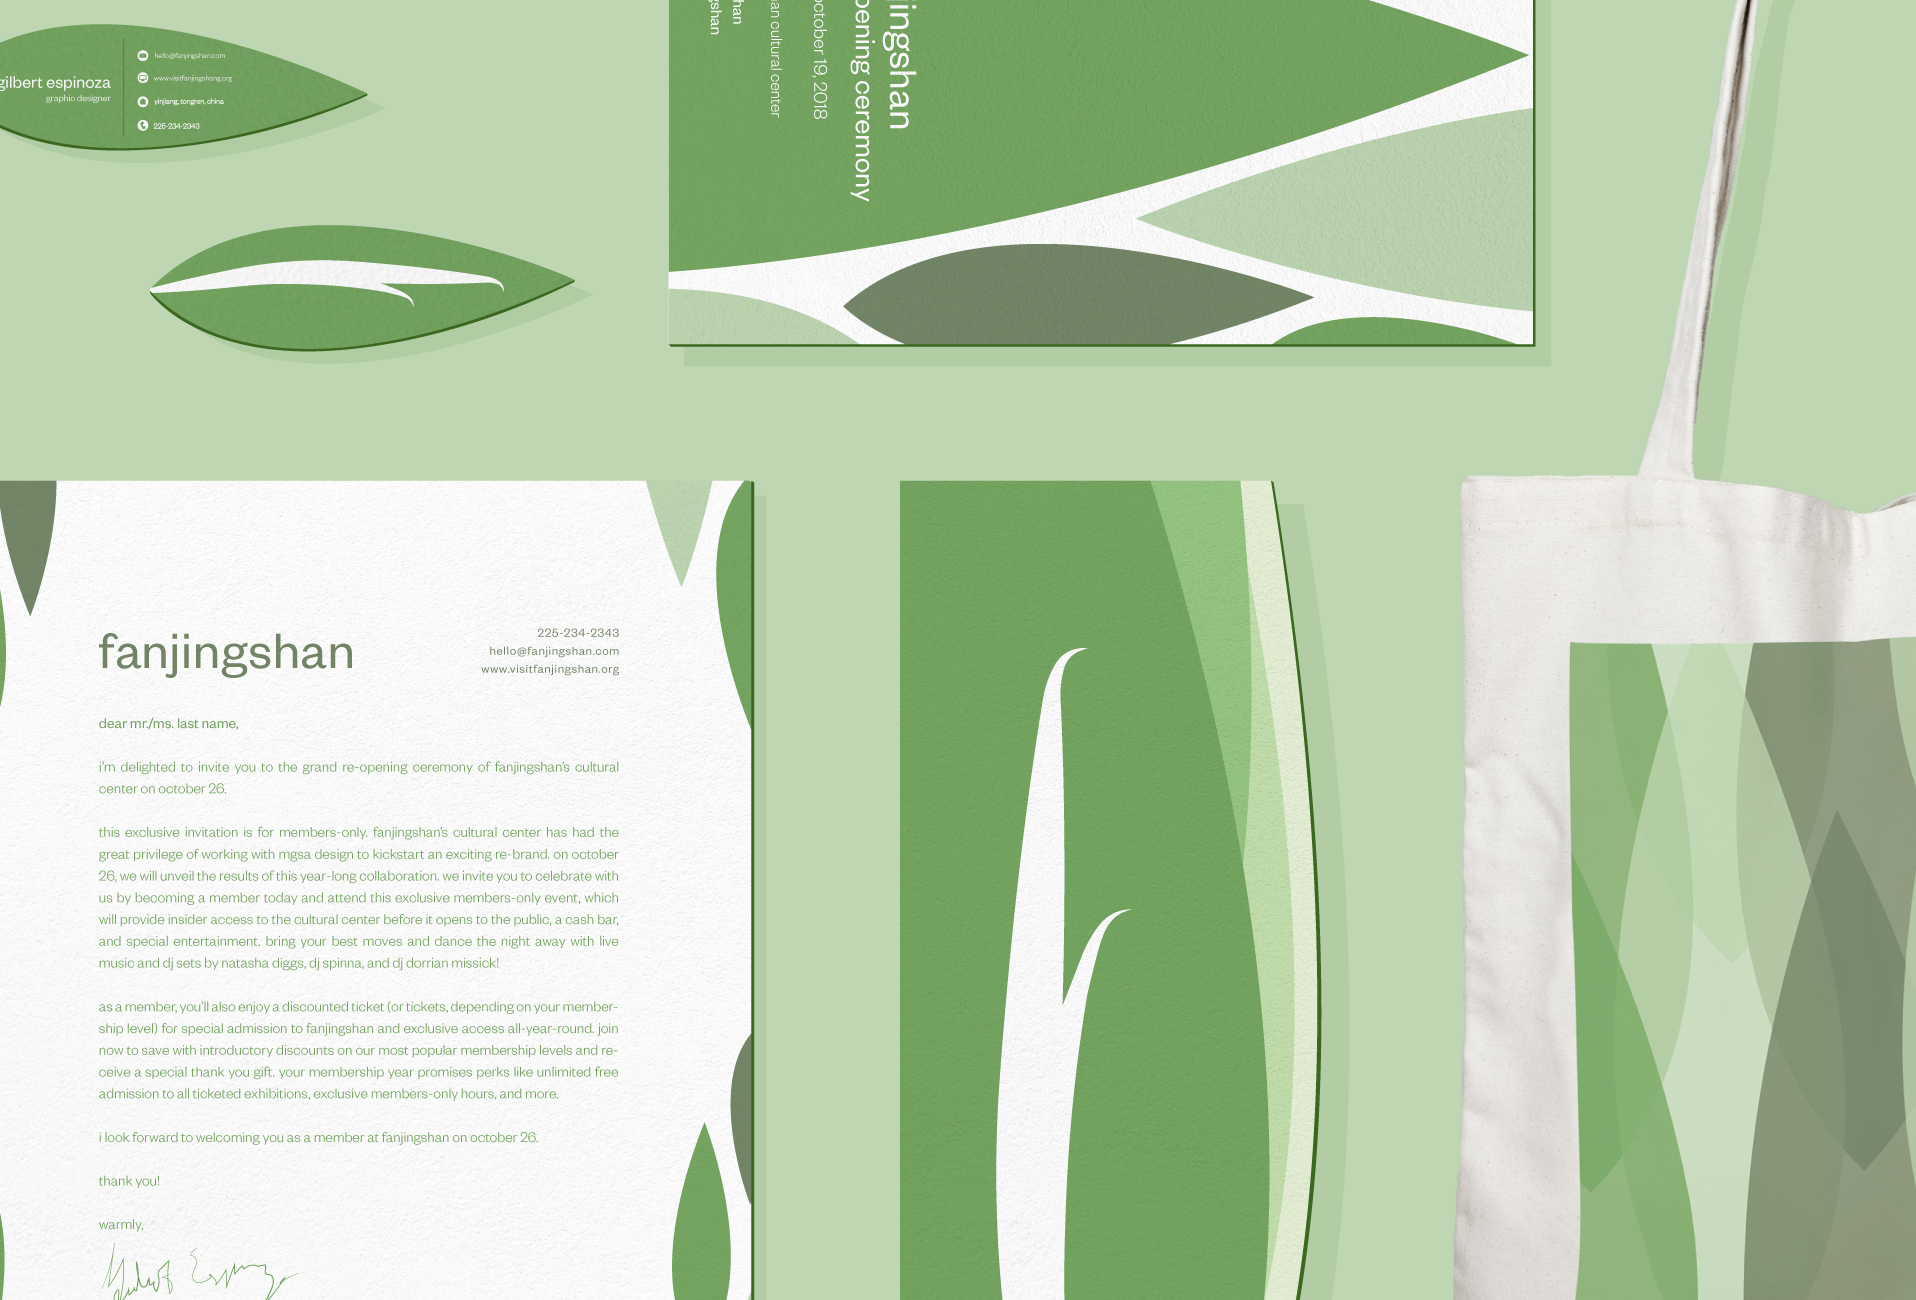 gilbert espinoza
graphic designer
hello@fanjingshan.com
www.visitfanjingshang.org
yinjiang, tongren, china
225-234-2343
jingshan
pening ceremony
october 19, 2018
an cultural center
han
gshan
fanjingshan
225-234-2343
hello@fanjingshan.com
www.visitfanjingshan.org
dear mr./ms. last name,
i'm delighted to invite you to the grand re-opening ceremony of fanjingshan's cultural
center on october 26.
this exclusive invitation is for members-only. fanjingshan's cultural center has had the
great privilege of working with mgsa design to kickstart an exciting re-brand. on october
26, we will unveil the results of this year-long collaboration. we invite you to celebrate with
us by becoming a member today and attend this exclusive members-only event, which
will provide insider access to the cultural center before it opens to the public, a cash bar,
and special entertainment. bring your best moves and dance the night away with live
music and dj sets by natasha diggs, dj spinna, and dj dorrian missick!
as a member, you'll also enjoy a discounted ticket (or tickets, depending on your member-
ship level) for special admission to fanjingshan and exclusive access all-year-round. join
now to save with introductory discounts on our most popular membership levels and re-
ceive a special thank you gift. your membership year promises perks like unlimited free
admission to all ticketed exhibitions, exclusive members-only hours, and more.
i look forward to welcoming you as a member at fanjingshan on october 26.
thank you!
warmly,